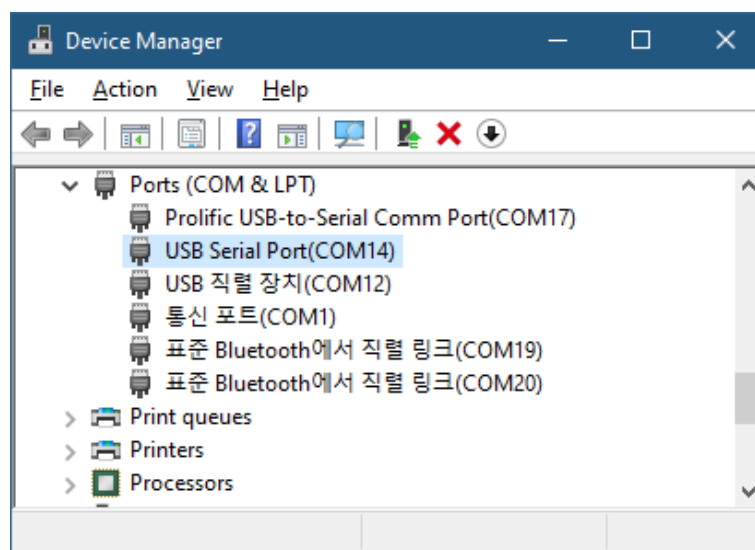 Device Manager
File Action View Help
Ports (COM & LPT)
Prolific USB-to-Serial Comm Port(COM17)
USB Serial Port(COM14)
USB 직렬 장치(COM12)
통신 포트(COM1)
표준 Bluetooth에서 직렬 링크(COM19)
표준 Bluetooth에서 직렬 링크(COM20)
Print queues
Printers
Processors